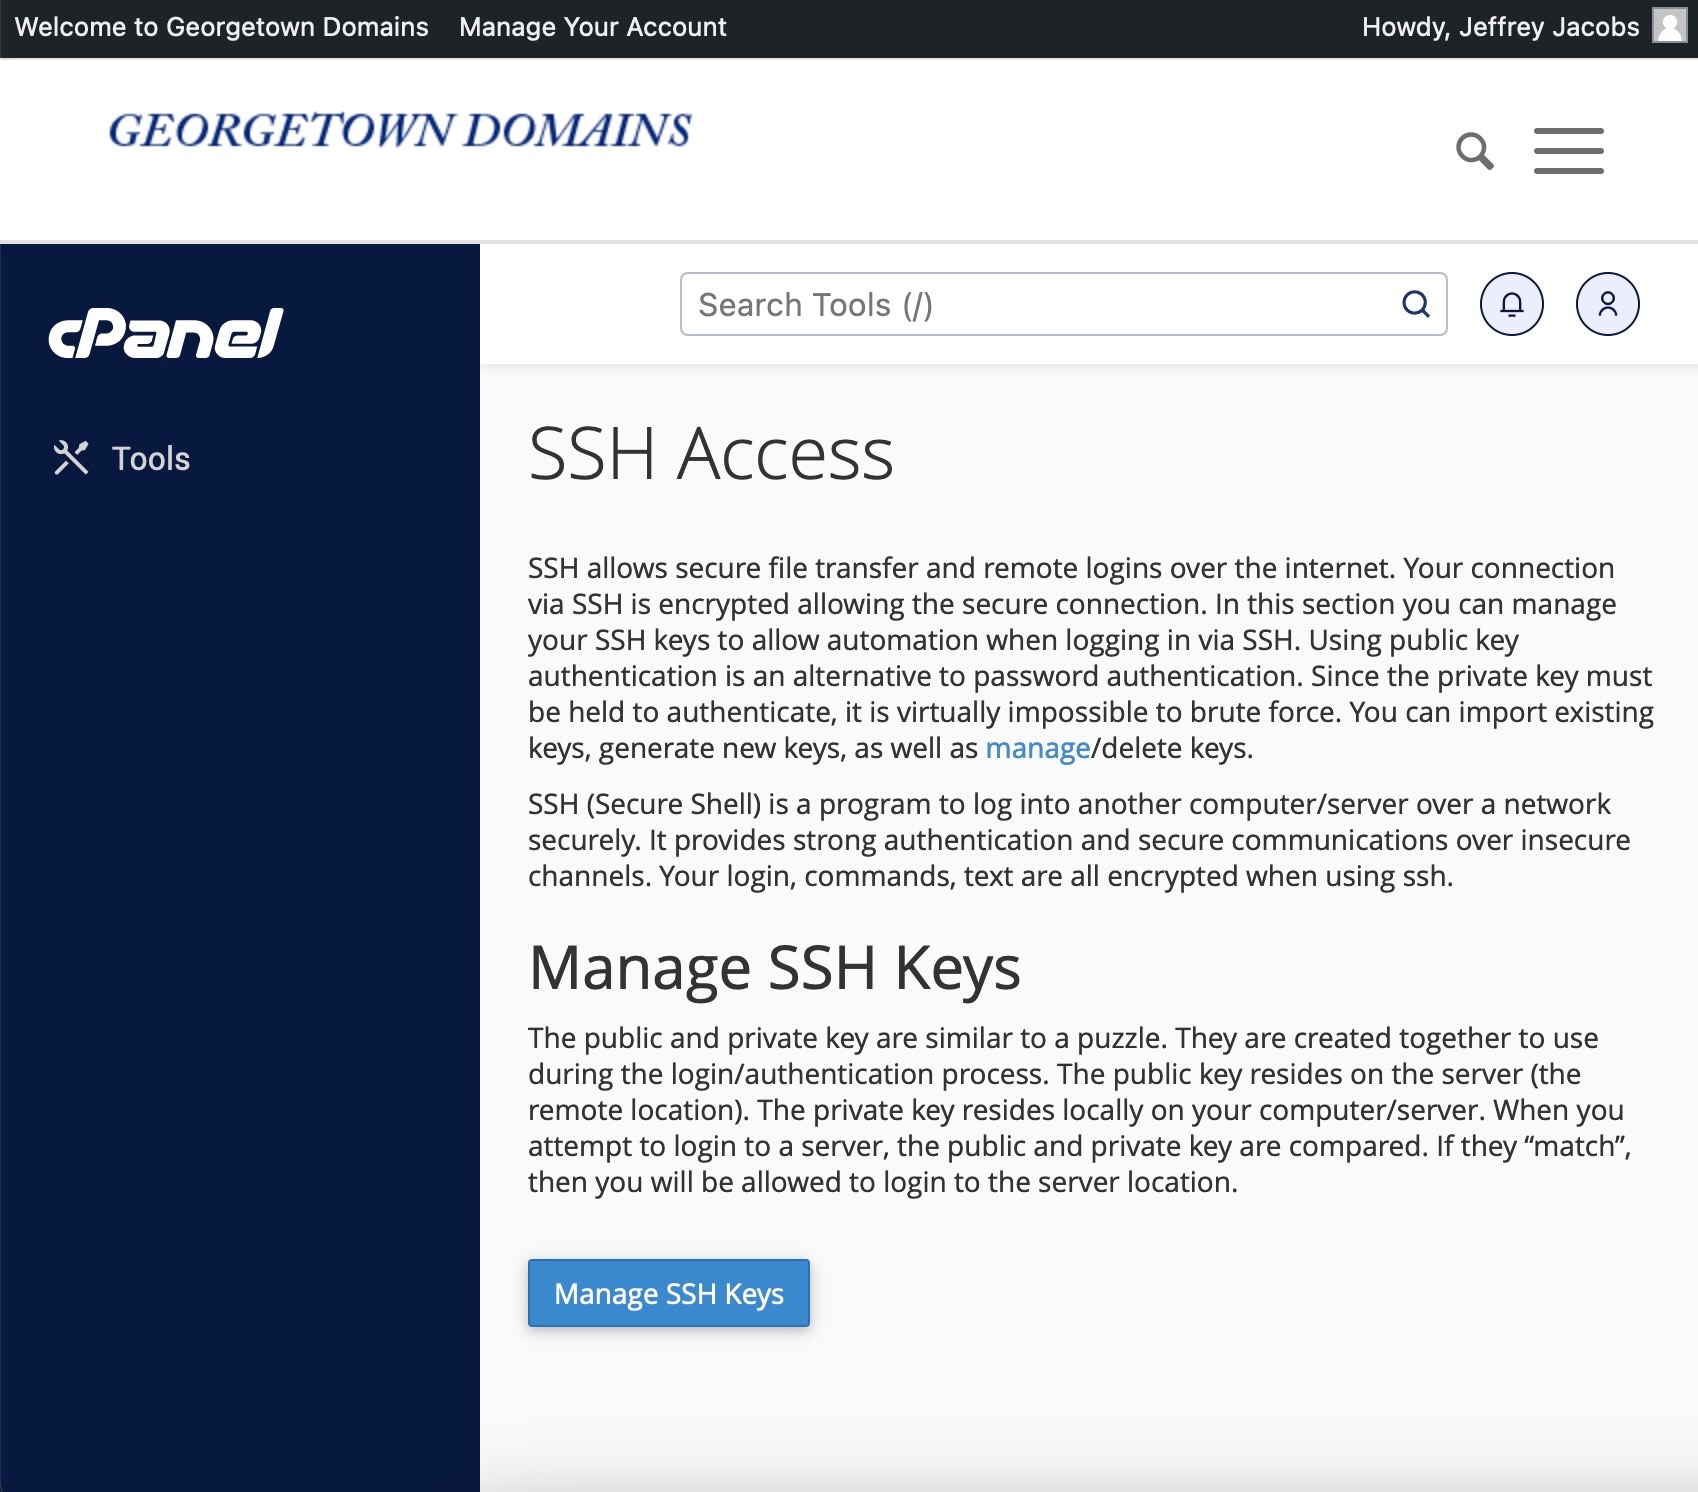 Welcome to Georgetown Domains Manage Your Account Howdy, Jeffrey Jacobs
GEORGETOWN DOMAINS
cPanel
Search Tools (/)
Tools
SSH Access
SSH allows secure file transfer and remote logins over the internet. Your connection
via SSH is encrypted allowing the secure connection. In this section you can manage
your SSH keys to allow automation when logging in via SSH. Using public key
authentication is an alternative to password authentication. Since the private key must
be held to authenticate, it is virtually impossible to brute force. You can import existing
keys, generate new keys, as well as manage/delete keys.
SSH (Secure Shell) is a program to log into another computer/server over a network
securely. It provides strong authentication and secure communications over insecure
channels. Your login, commands, text are all encrypted when using ssh.
Manage SSH Keys
The public and private key are similar to a puzzle. They are created together to use
during the login/authentication process. The public key resides on the server (the
remote location). The private key resides locally on your computer/server. When you
attempt to login to a server, the public and private key are compared. If they “match”,
then you will be allowed to login to the server location.
Manage SSH Keys